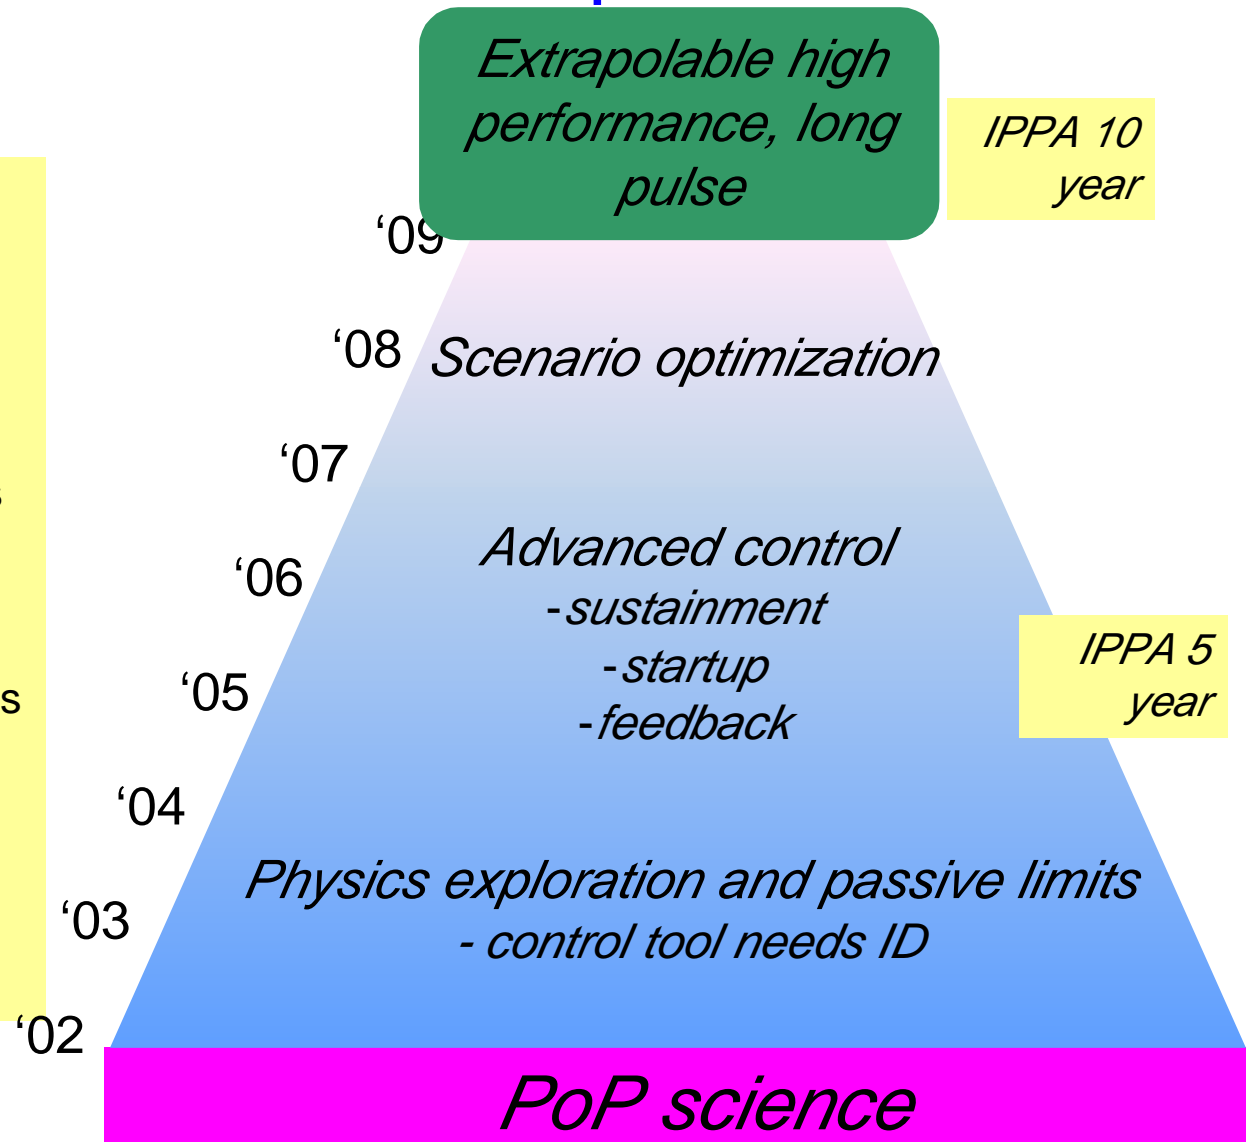 Extrapolable high
performance, long
pulse
IPPA 10
year
‘09
‘08
Scenario optimization
‘07
Advanced control
‘06
-sustainment
-startup
IPPA 5
year
‘05
-feedback
‘04
Physics exploration and passive limits
‘03
- control tool needs ID
‘02
PoP science